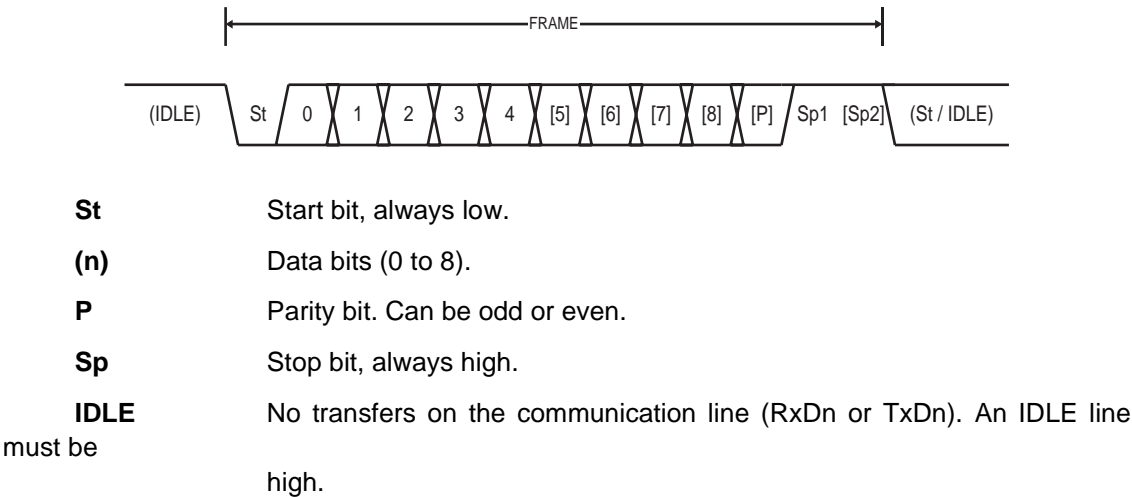 FRAME
(IDLE) St 0 1 2 3 4 [5] [6] [7] [8] [P] Sp1 [Sp2] (St / IDLE)
St Start bit, always low.
(n) Data bits (0 to 8).
P Parity bit. Can be odd or even.
Sp Stop bit, always high.
IDLE No transfers on the communication line (RxDn or TxDn). An IDLE line
must be
high.